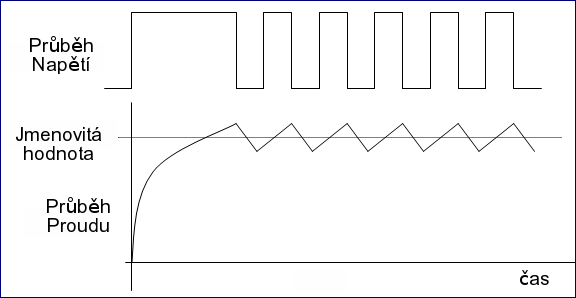 Průběh
Napětí
Jmenovitá
hodnota
Průběh
Proudu
čas